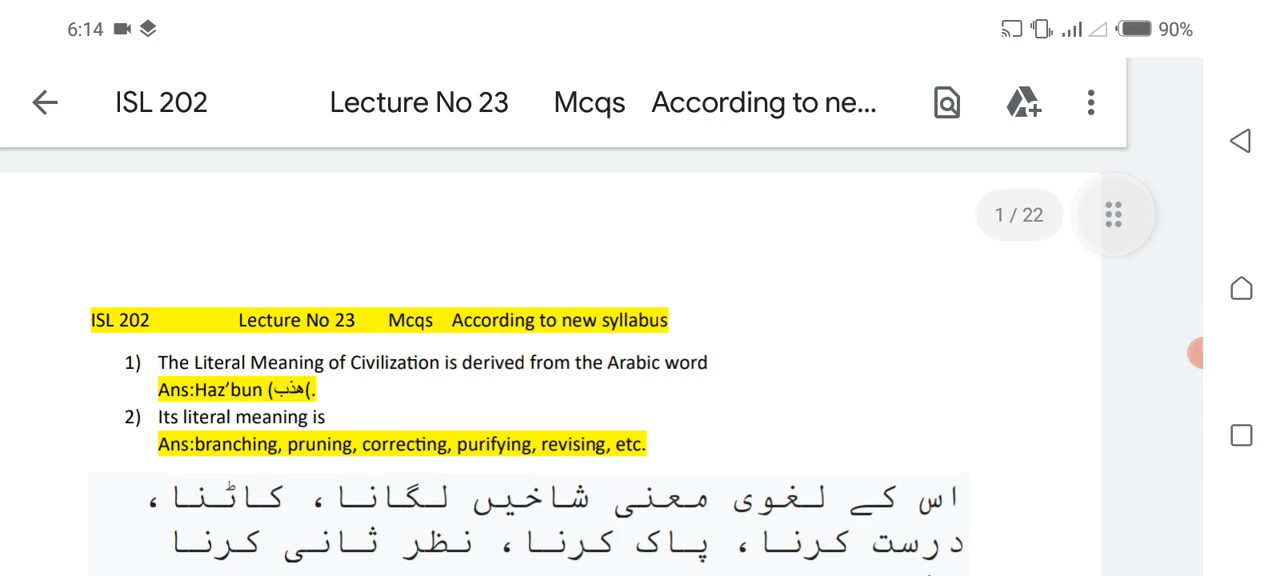 6:14 90%
ISL 202 Lecture No 23 Mcqs According to ne...
1 / 22
ISL 202 Lecture No 23 Mcqs According to new syllabus
1) The Literal Meaning of Civilization is derived from the Arabic word
Ans:Haz’bun (هذب(.
2) Its literal meaning is
Ans:branching, pruning, correcting, purifying, revising, etc.
اس کے لغوی معنی شاخیں لگانا، کاٹنا،
درست کرنا، پاک کرنا، نظر ثانی کرنا